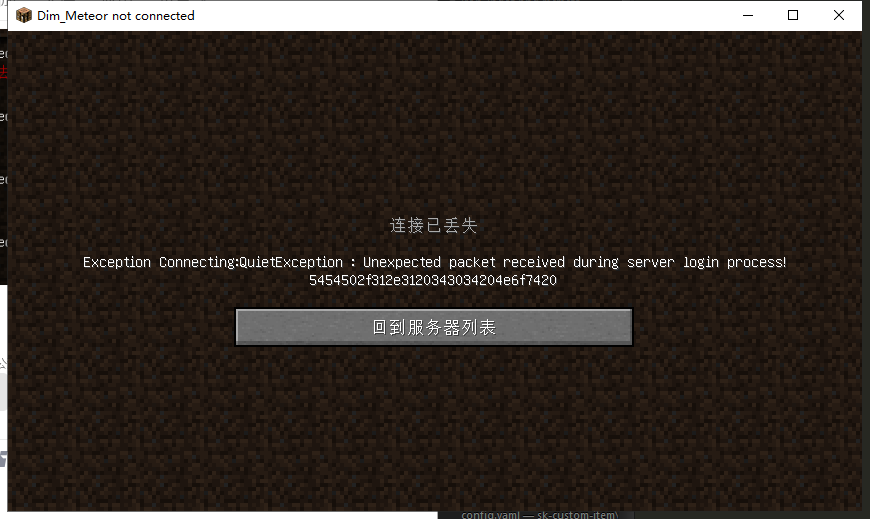 Dim_Meteor not connected
连接已丢失
Exception Connecting:QuietException : Unexpected packet received during server login process!
5454502f312e3120343034204e6f7420
回到服务器列表
config.yaml — sk-custom-item\